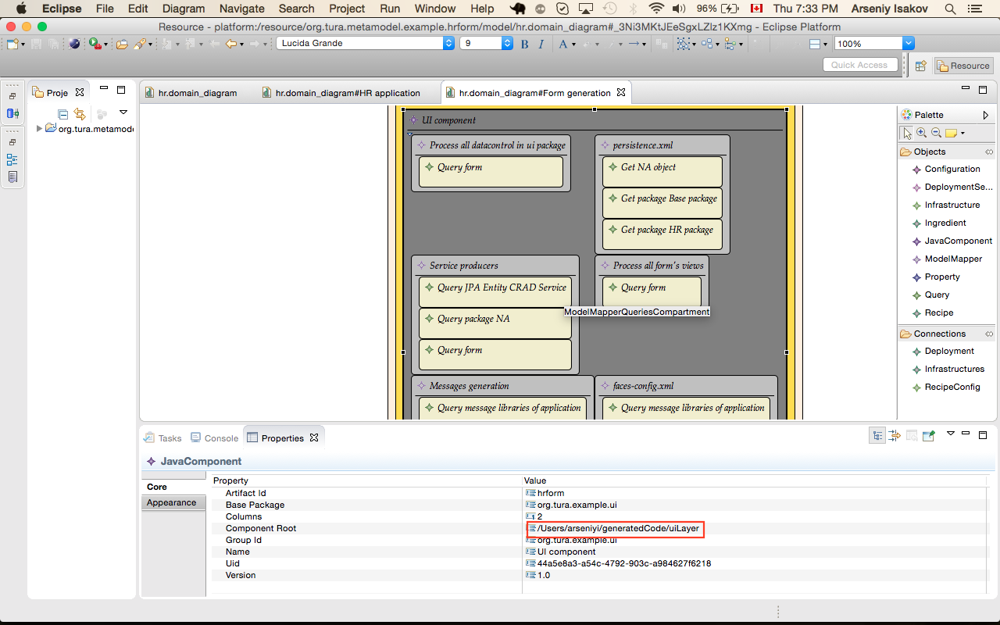 Eclipse File Edit Diagram Navigate Search Project Run Window Help 96% Thu 7:33 PM Arseniy Isakov
Resource - platform:/resource/org.tura.metamodel.example.hrform/model/hr.domain_diagram#_3Ni3MKtJEeSgxLZlz1KXmg - Eclipse Platform
Lucida Grande 9 B I A 100%
Quick Access Resource
Proje
org.tura.metamode
hr.domain_diagram hr.domain_diagram#HR application hr.domain_diagram#Form generation
UI component
Process all datacontrol in ui package
Query form
persistence.xml
Get NA object
Get package Base package
Get package HR package
Service producers
Query JPA Entity CRAD Service
Query package NA
Query form
Process all form's views
Query form
ModelMapperQueriesCompartment
Messages generation
Query message libraries of application
faces-config.xml
Query message libraries of application
Palette
Objects
Configuration
DeploymentSe...
Infrastructure
Ingredient
JavaComponent
ModelMapper
Property
Query
Recipe
Connections
Deployment
Infrastructures
RecipeConfig
Tasks Console Properties
JavaComponent
Core
Appearance
Property Value
Artifact Id hrform
Base Package org.tura.example.ui
Columns 2
Component Root /Users/arseniyi/generatedCode/uiLayer
Group Id org.tura.example.ui
Name UI component
Uid 44a5e8a3-a54c-4792-903c-a984627f6218
Version 1.0